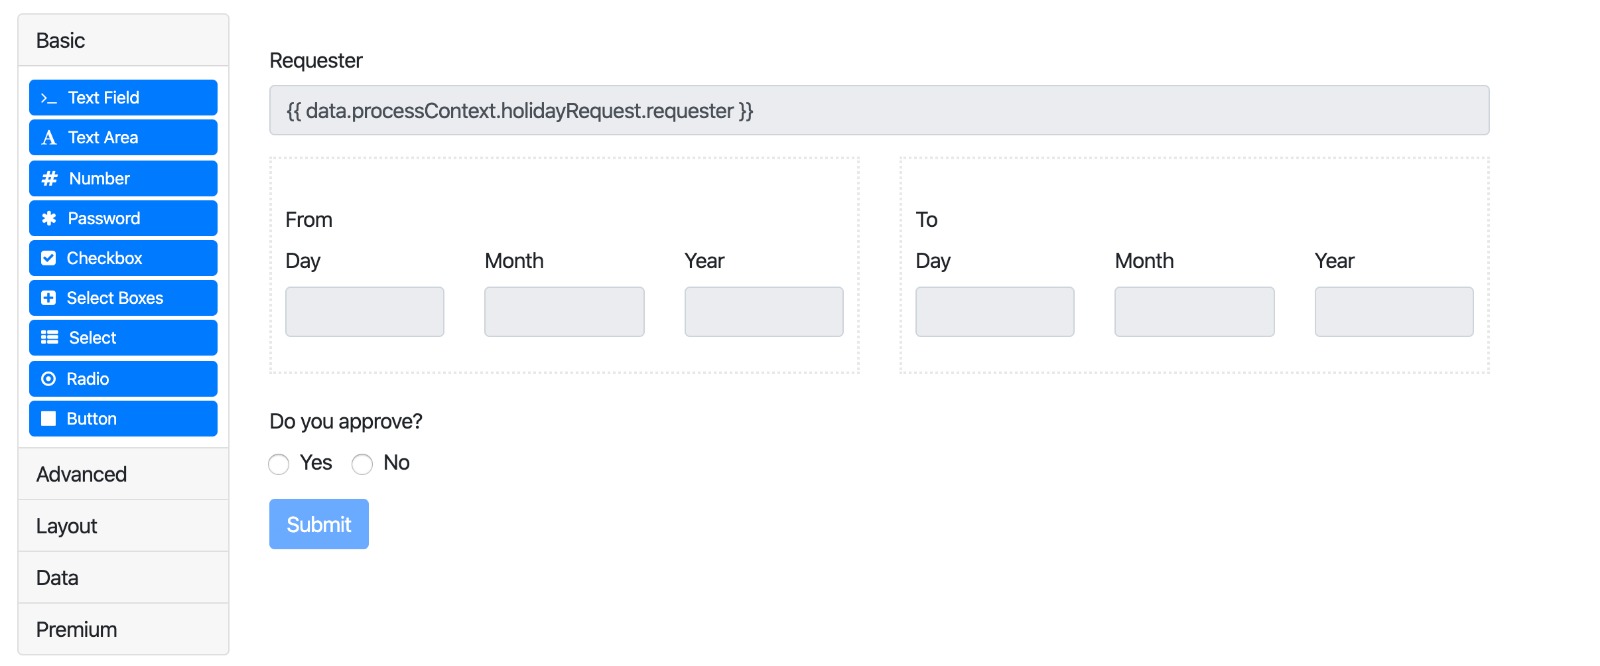 Basic
Text Field
Text Area
Number
Password
Checkbox
Select Boxes
Select
Radio
Button
Advanced
Layout
Data
Premium
Requester
{{ data.processContext.holidayRequest.requester }}
From
Day Month Year
To
Day Month Year
Do you approve?
Yes No
Submit